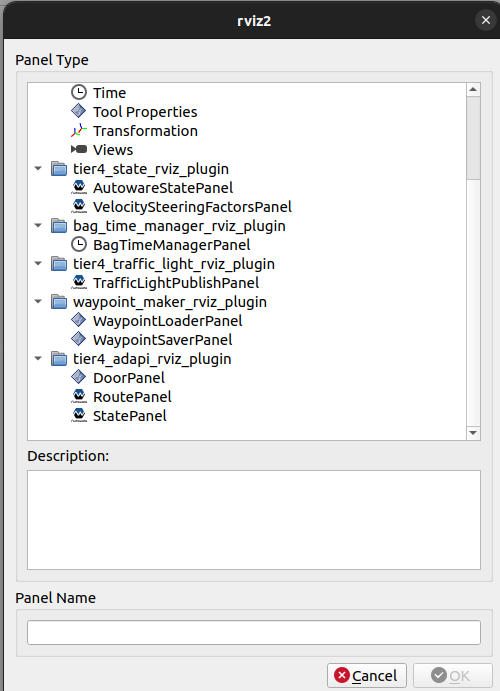 rviz2
Panel Type
Time
Tool Properties
Transformation
Views
tier4_state_rviz_plugin
AutowareStatePanel
VelocitySteeringFactorsPanel
bag_time_manager_rviz_plugin
BagTimeManagerPanel
tier4_traffic_light_rviz_plugin
TrafficLightPublishPanel
waypoint_maker_rviz_plugin
WaypointLoaderPanel
WaypointSaverPanel
tier4_adapi_rviz_plugin
DoorPanel
RoutePanel
StatePanel
Description:
Panel Name
Cancel
OK